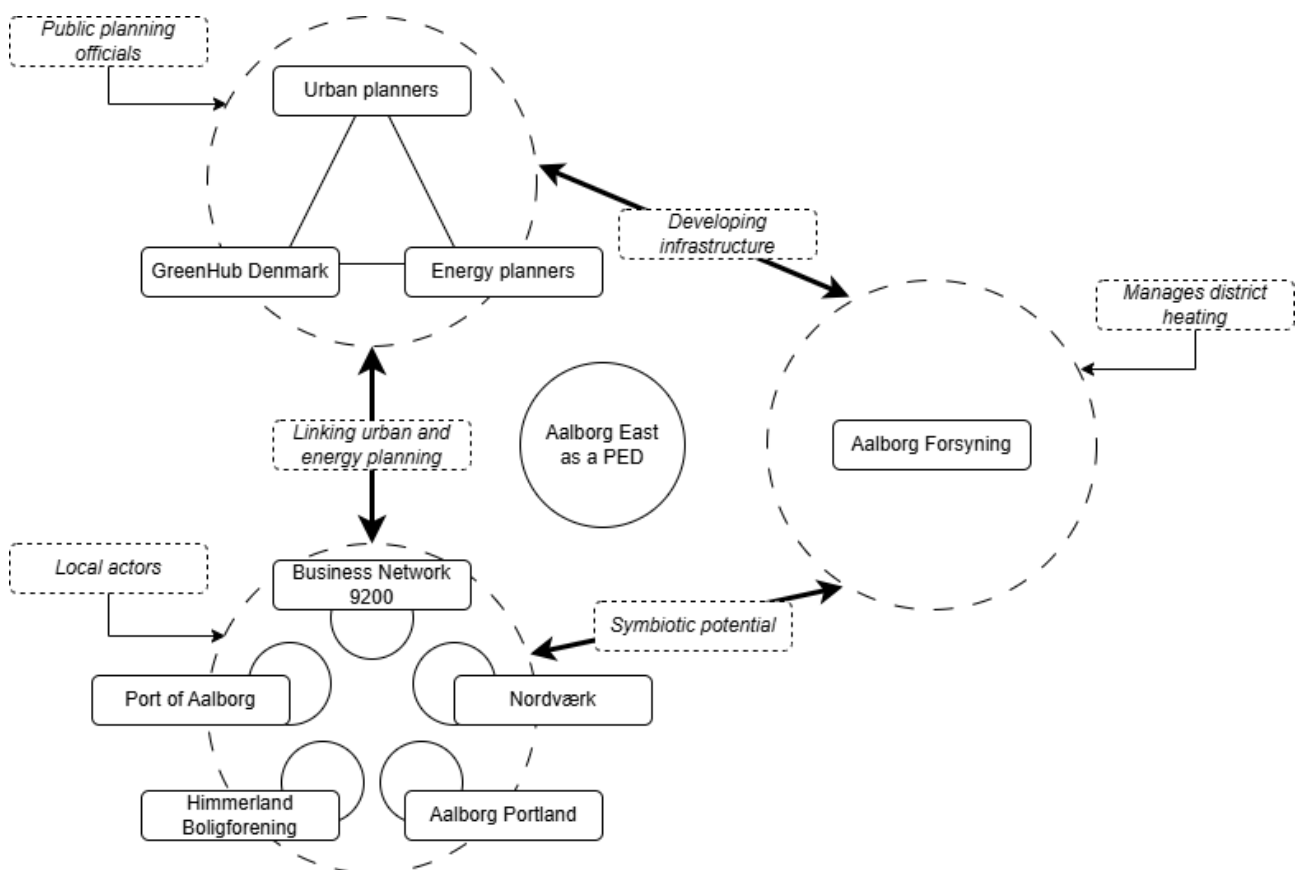 Public planning
officials
Urban planners
GreenHub Denmark
Energy planners
Developing
infrastructure
Manages district
heating
Linking urban and
energy planning
Aalborg East
as a PED
Aalborg Forsyning
Local actors
Business Network
9200
Symbiotic potential
Port of Aalborg
Nordværk
Himmerland
Boligforening
Aalborg Portland